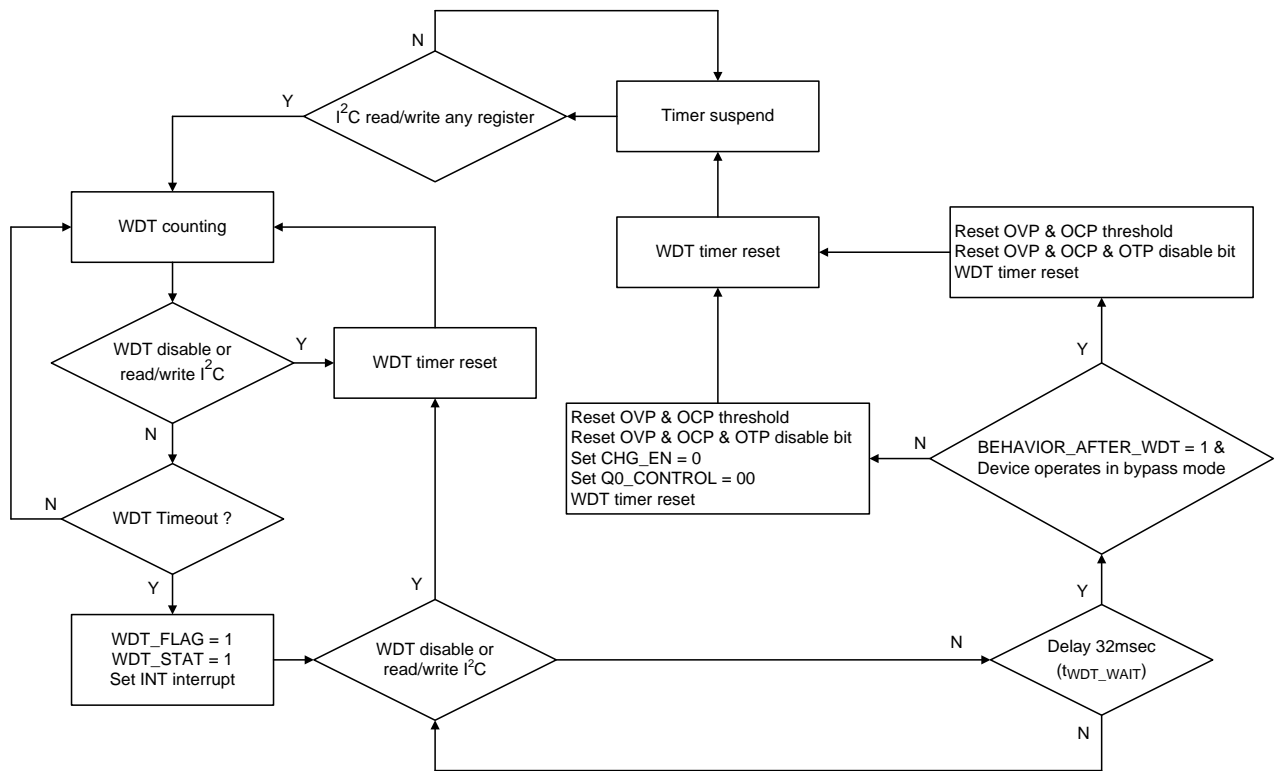 N
Y
I²C read/write any register
Timer suspend
WDT counting
WDT timer reset
Reset OVP & OCP threshold
Reset OVP & OCP & OTP disable bit
WDT timer reset
WDT disable or
read/write I²C
Y
WDT timer reset
N
Y
Reset OVP & OCP threshold
Reset OVP & OCP & OTP disable bit
Set CHG_EN = 0
Set Q0_CONTROL = 00
WDT timer reset
N
BEHAVIOR_AFTER_WDT = 1 &
Device operates in bypass mode
N
WDT Timeout ?
Y
Y
Y
WDT_FLAG = 1
WDT_STAT = 1
Set INT interrupt
WDT disable or
read/write I²C
N
Delay 32msec
(tWDT_WAIT)
N